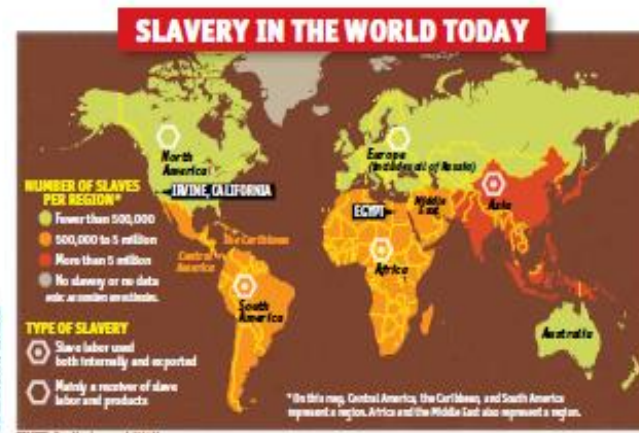 SLAVERY IN THE WORLD TODAY
North
America
IRVINE, CALIFORNIA
Europe
(includes all of Russia)
Asia
Middle
East
EGYPT
Africa
The Caribbean
Central
America
South
America
Australia
NUMBER OF SLAVES
PER REGION*
Fewer than 500,000
500,000 to 5 million
More than 5 million
No slavery or no data
TYPE OF SLAVERY
Slave labor used
both internally and exported
Mainly a receiver of slave
labor and products
*On this map, Central America, the Caribbean, and South America
represent a region. Africa and the Middle East also represent a region.